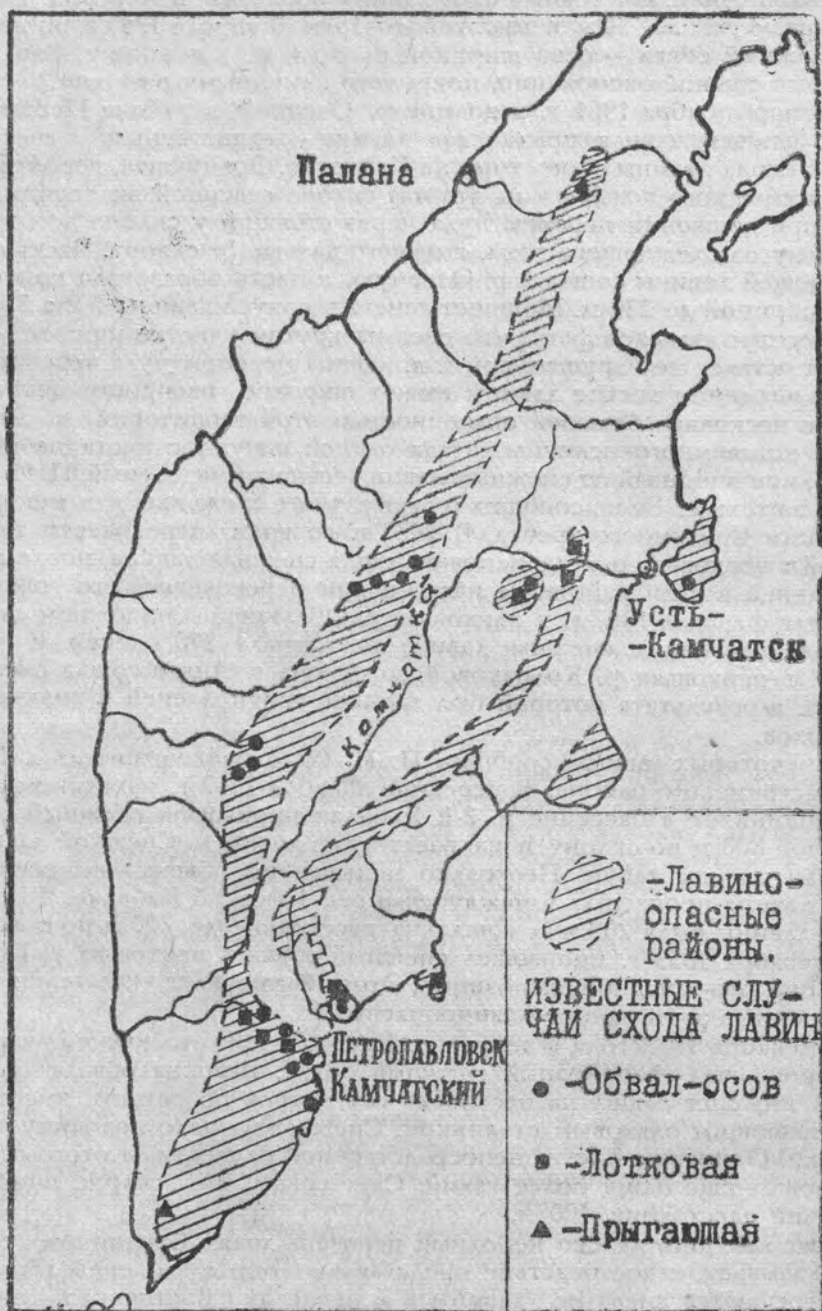 Палана
Камчатка
Усть-
-Камчатск
-Лавино-
опасные
районы.
ИЗВЕСТНЫЕ СЛУ-
ЧАИ СХОДА ЛАВИН
ПЕТРОПАВЛОВСК
КАМЧАТСКИЙ
-Обвал-осов
-Лотковая
-Прыгающая